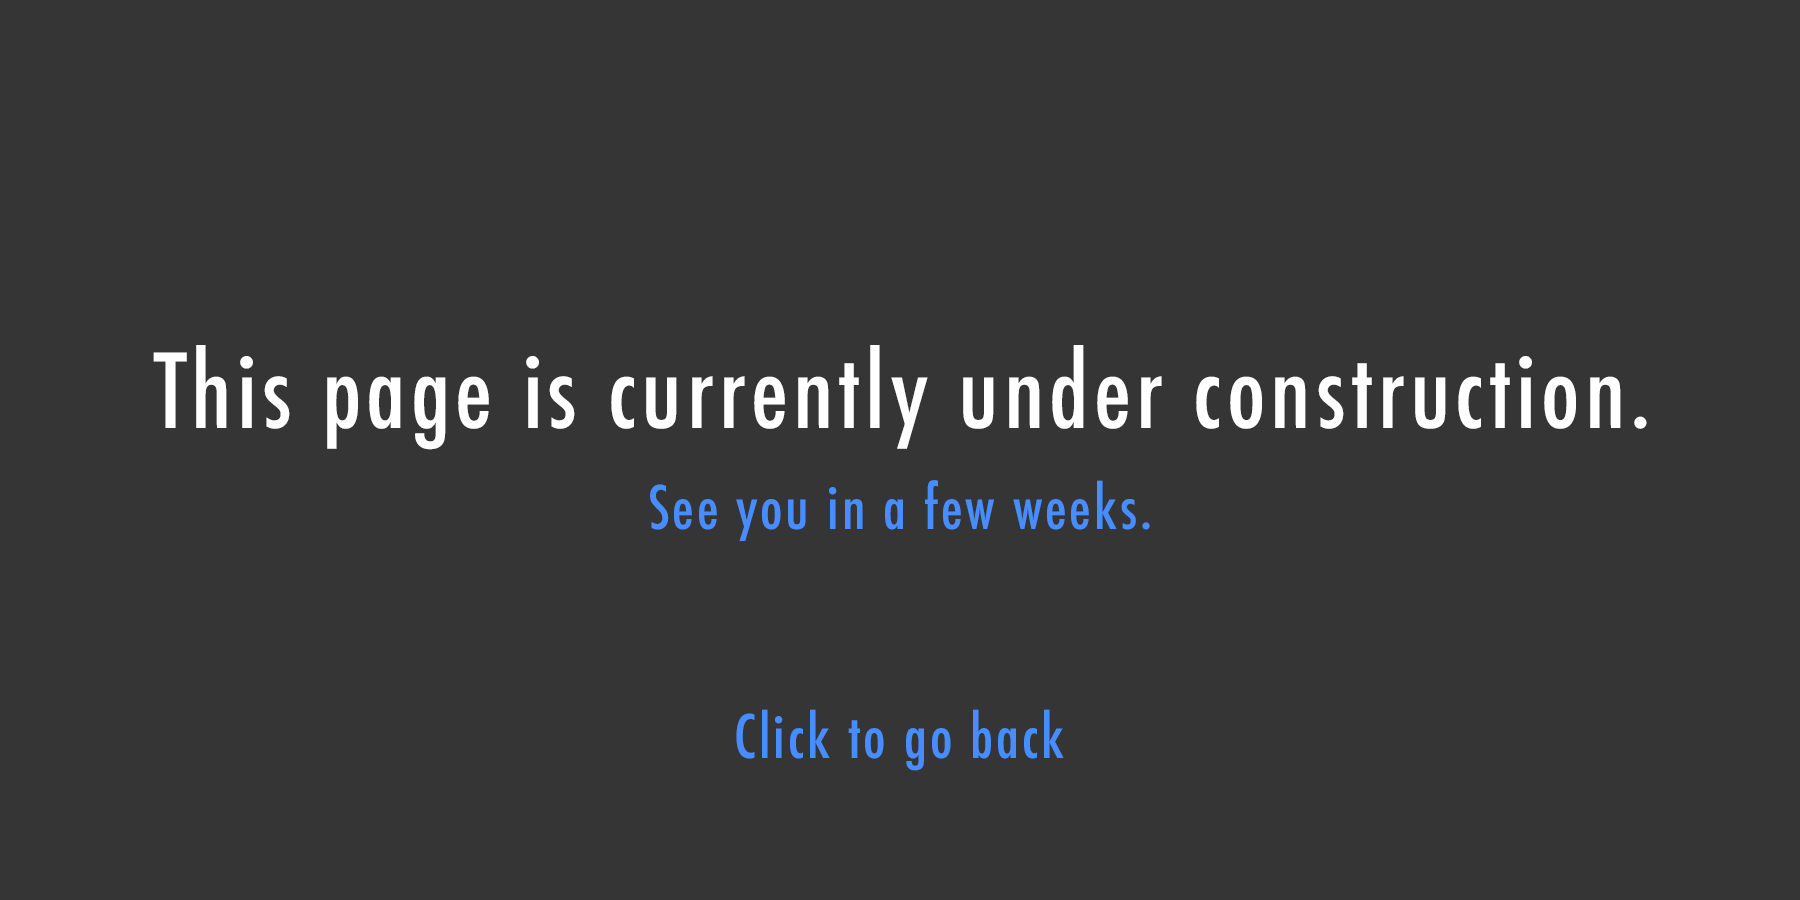 This page is currently under construction.
See you in a few weeks.
Click to go back